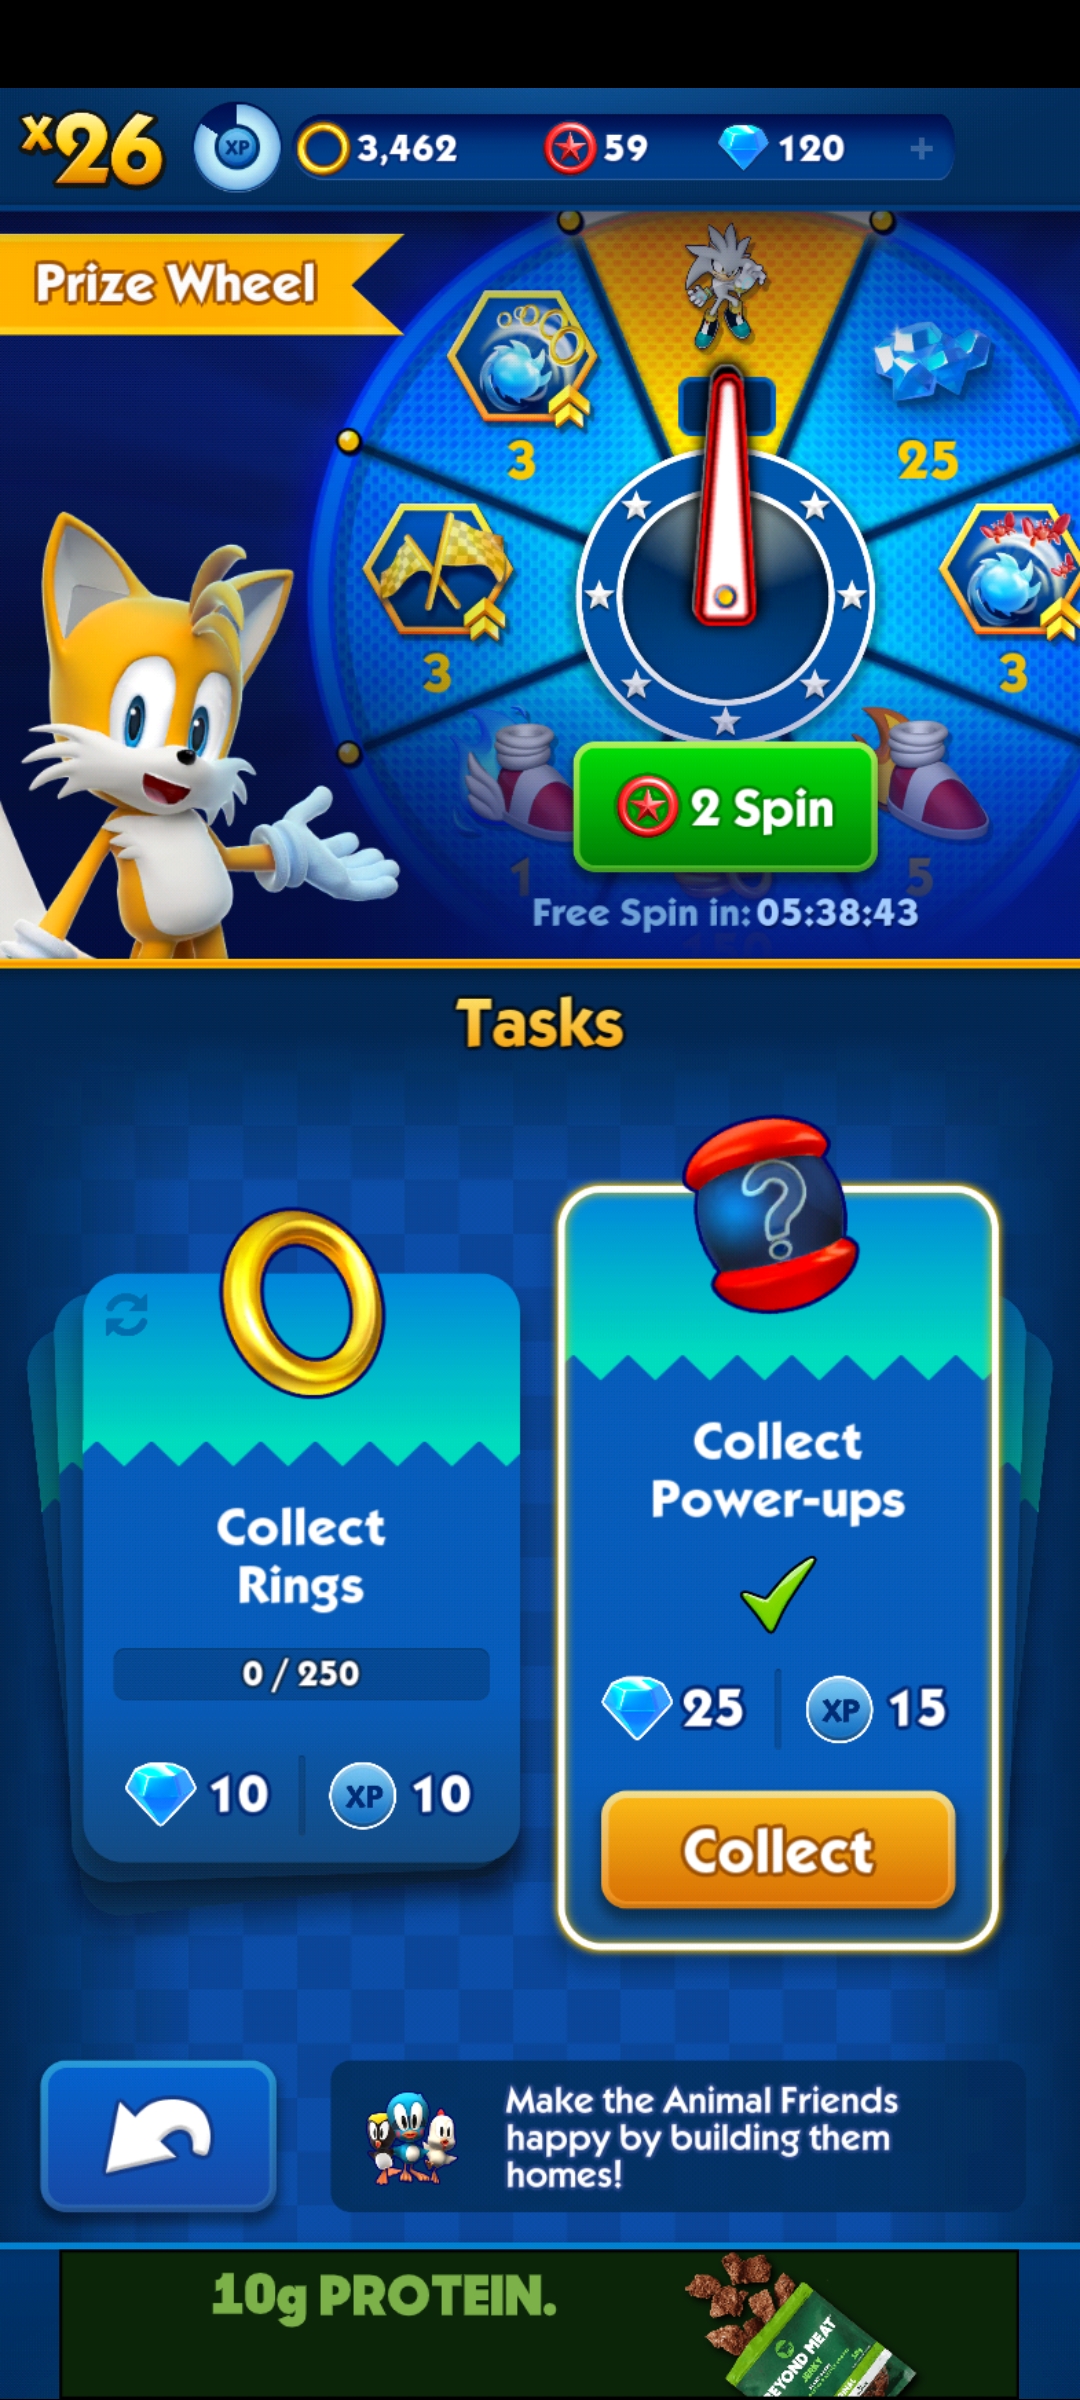 x26
XP
3,462
59
120
+
Prize Wheel
3
25
3
3
2 Spin
1
5
Free Spin in: 05:38:43
Tasks
?
Collect
Rings
0 / 250
10
XP
10
Collect
Power-ups
25
XP
15
Collect
Make the Animal Friends
happy by building them
homes!
10g PROTEIN.
BEYOND MEAT
JERKY